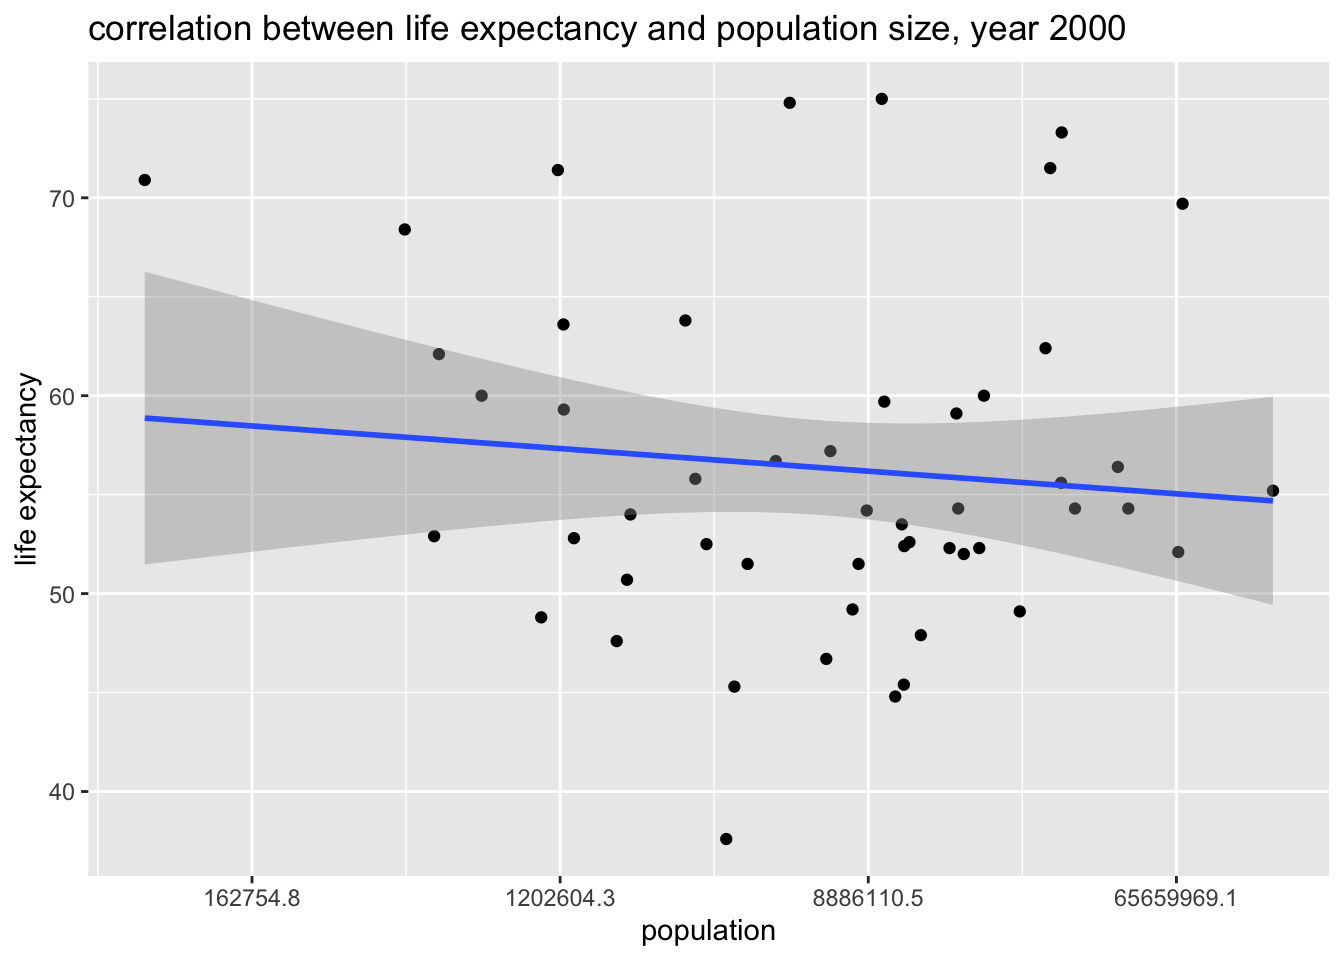 correlation between life expectancy and population size, year 2000
70
60
50
40
life expectancy
162754.8 1202604.3 8886110.5 65659969.1
population